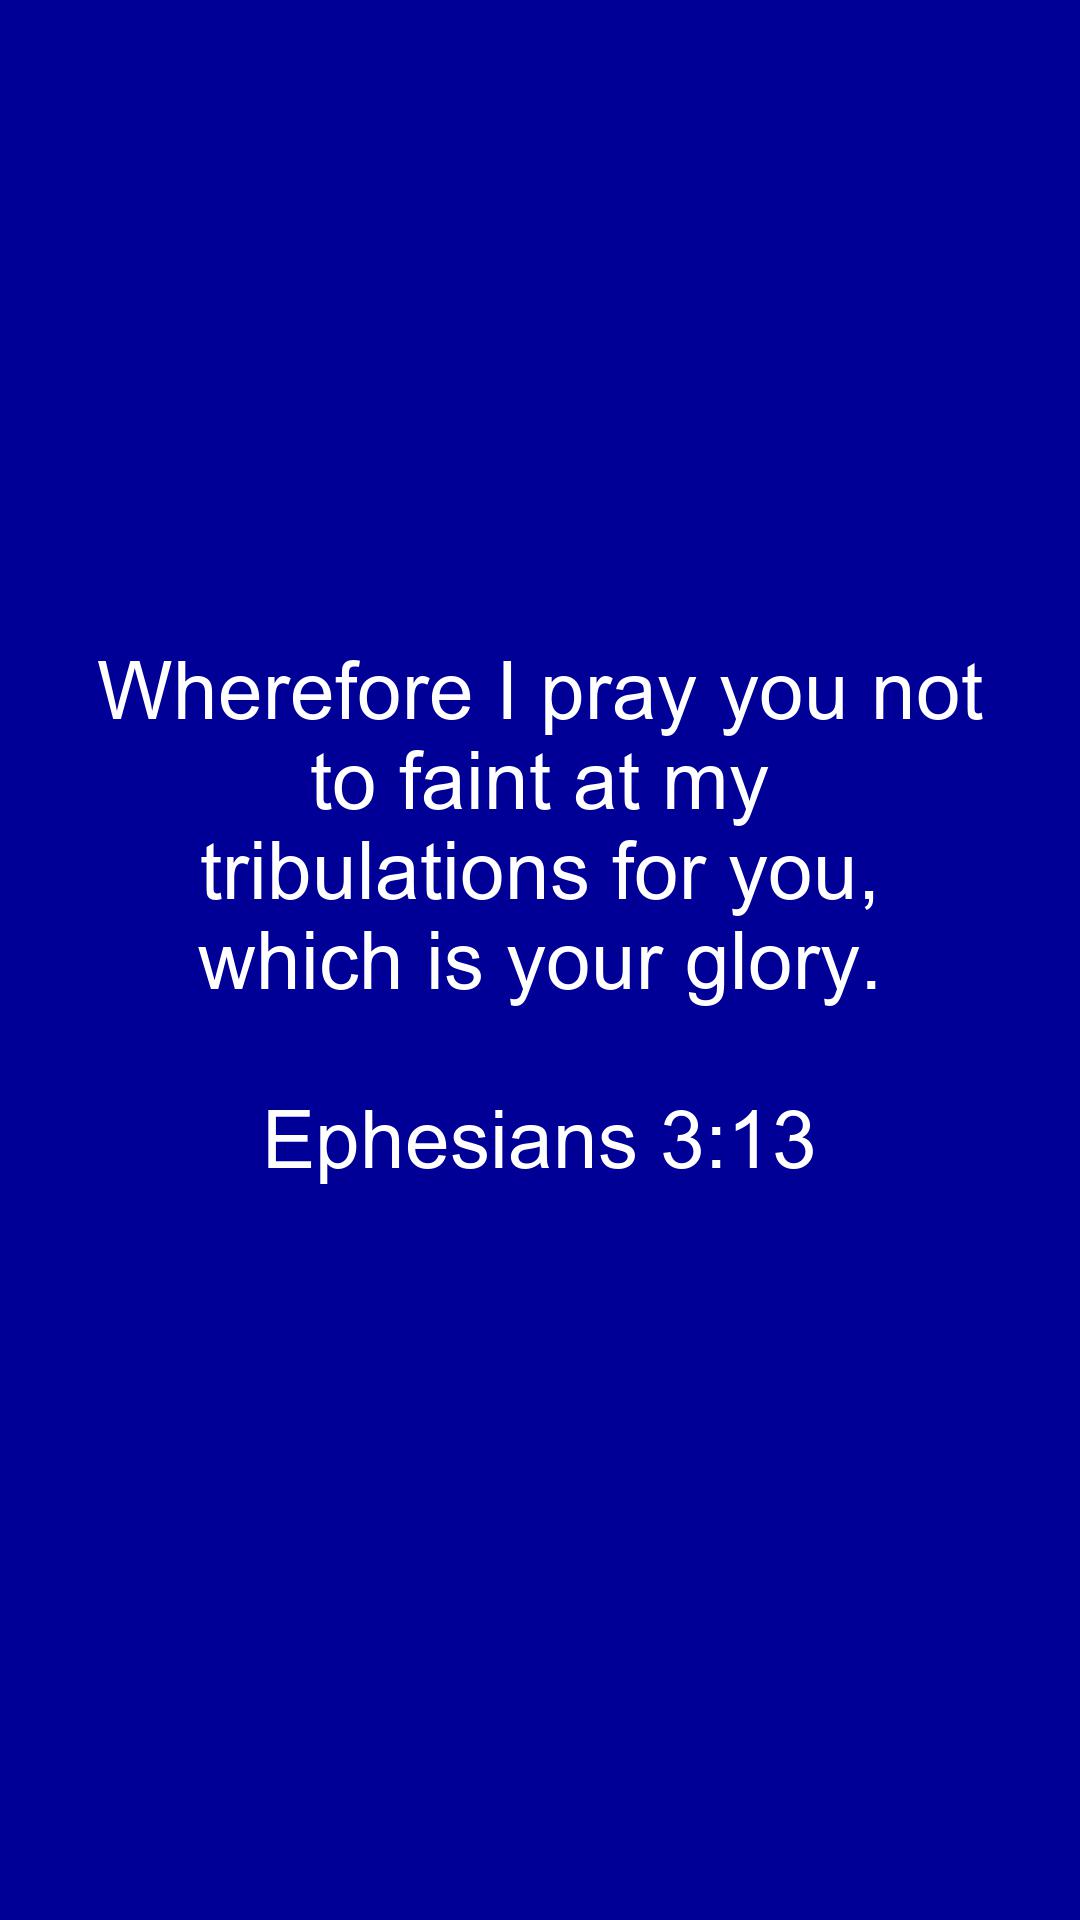 Wherefore I pray you not
to faint at my
tribulations for you,
which is your glory.
Ephesians 3:13